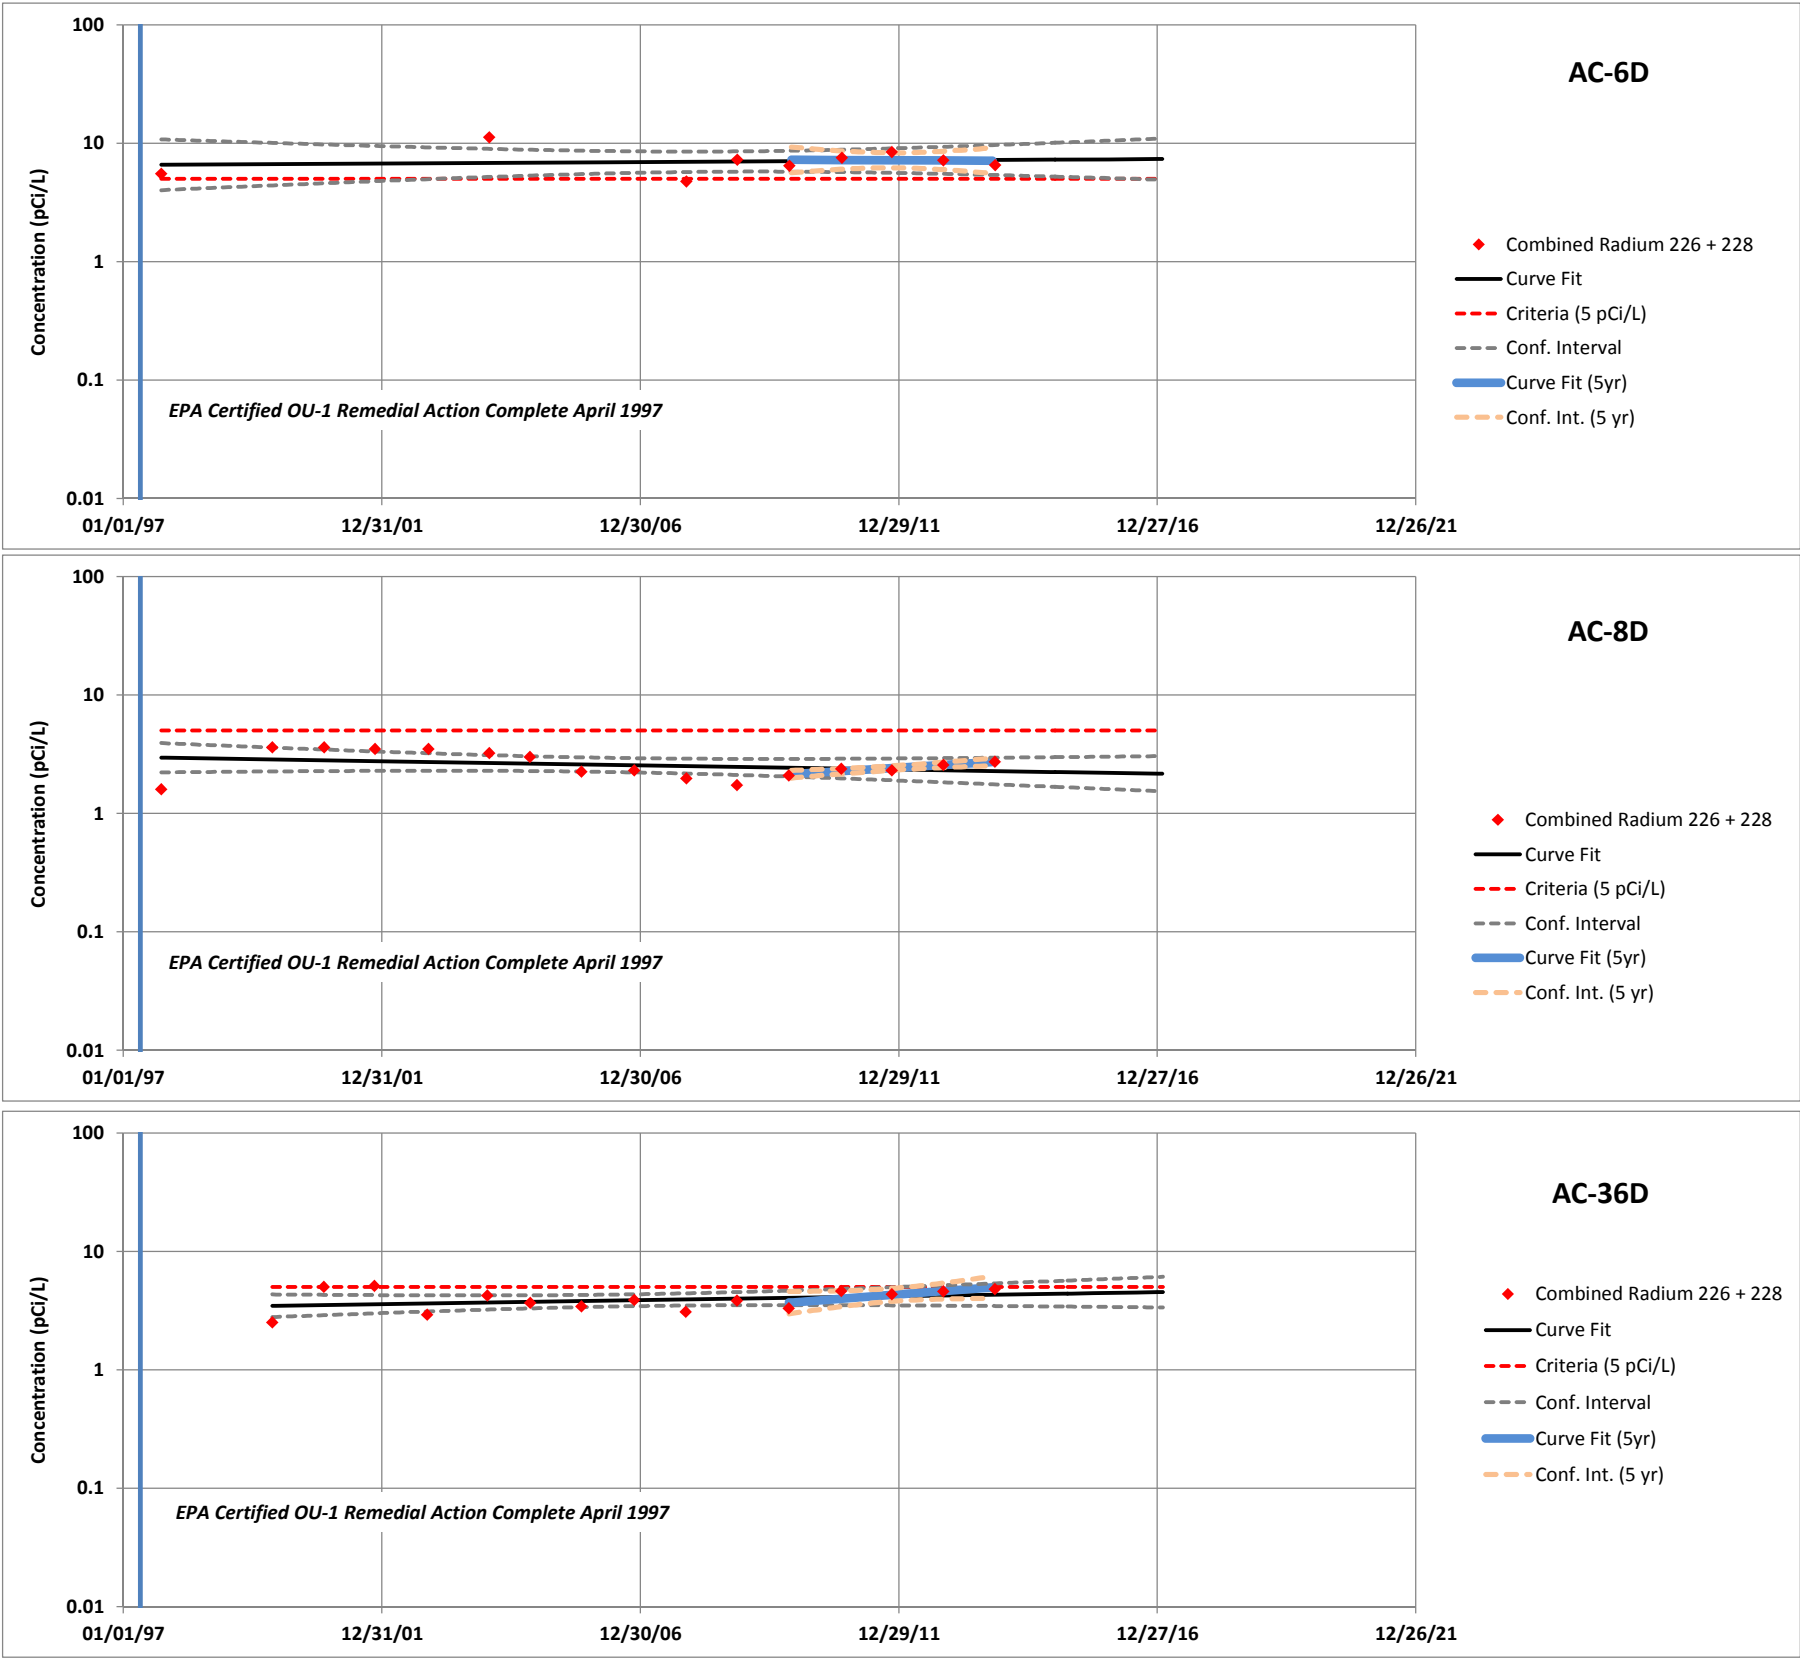 AC-6D
Concentration (pCi/L)
100
10
1
0.1
0.01
EPA Certified OU-1 Remedial Action Complete April 1997
01/01/97 12/31/01 12/30/06 12/29/11 12/27/16 12/26/21
Combined Radium 226 + 228
Curve Fit
Criteria (5 pCi/L)
Conf. Interval
Curve Fit (5yr)
Conf. Int. (5 yr)
AC-8D
Concentration (pCi/L)
100
10
1
0.1
0.01
EPA Certified OU-1 Remedial Action Complete April 1997
01/01/97 12/31/01 12/30/06 12/29/11 12/27/16 12/26/21
Combined Radium 226 + 228
Curve Fit
Criteria (5 pCi/L)
Conf. Interval
Curve Fit (5yr)
Conf. Int. (5 yr)
AC-36D
Concentration (pCi/L)
100
10
1
0.1
0.01
EPA Certified OU-1 Remedial Action Complete April 1997
01/01/97 12/31/01 12/30/06 12/29/11 12/27/16 12/26/21
Combined Radium 226 + 228
Curve Fit
Criteria (5 pCi/L)
Conf. Interval
Curve Fit (5yr)
Conf. Int. (5 yr)